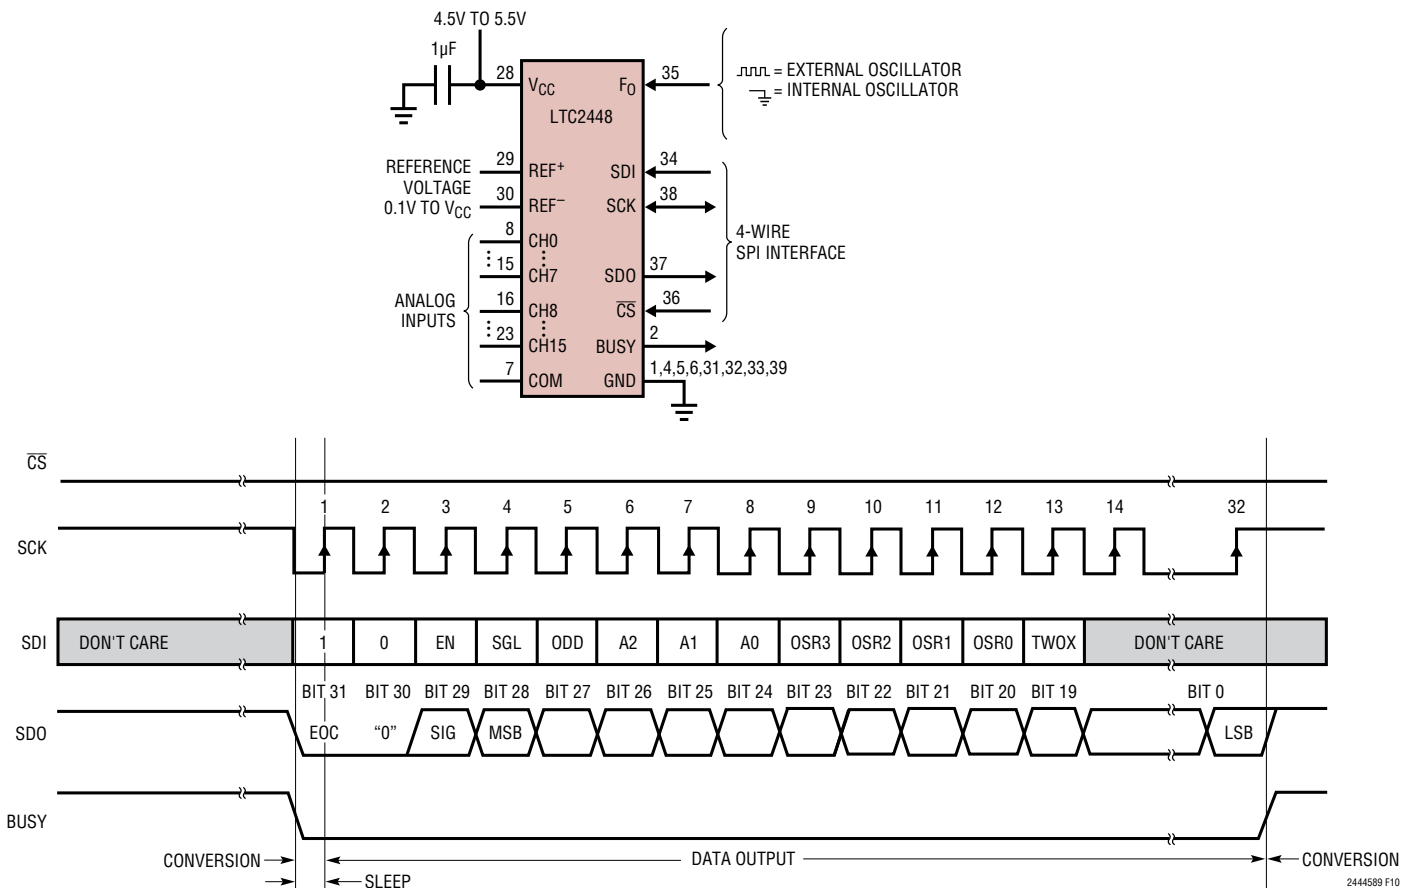 4.5V TO 5.5V
1µF
28
VCC
FO
35
= EXTERNAL OSCILLATOR
= INTERNAL OSCILLATOR
LTC2448
REFERENCE
VOLTAGE
0.1V TO VCC
29
REF+
SDI
34
30
REF−
SCK
38
4-WIRE
SPI INTERFACE
8
CH0
15
CH7
SDO
37
ANALOG
INPUTS
16
CH8
CS
36
23
CH15
BUSY
2
7
COM
GND
1,4,5,6,31,32,33,39
CS
1 2 3 4 5 6 7 8 9 10 11 12 13 14 32
SCK
SDI DON'T CARE 1 0 EN SGL ODD A2 A1 A0 OSR3 OSR2 OSR1 OSR0 TWOX DON'T CARE
BIT 31 BIT 30 BIT 29 BIT 28 BIT 27 BIT 26 BIT 25 BIT 24 BIT 23 BIT 22 BIT 21 BIT 20 BIT 19 BIT 0
SDO EOC “0” SIG MSB LSB
BUSY
CONVERSION DATA OUTPUT CONVERSION
SLEEP
2444589 F10